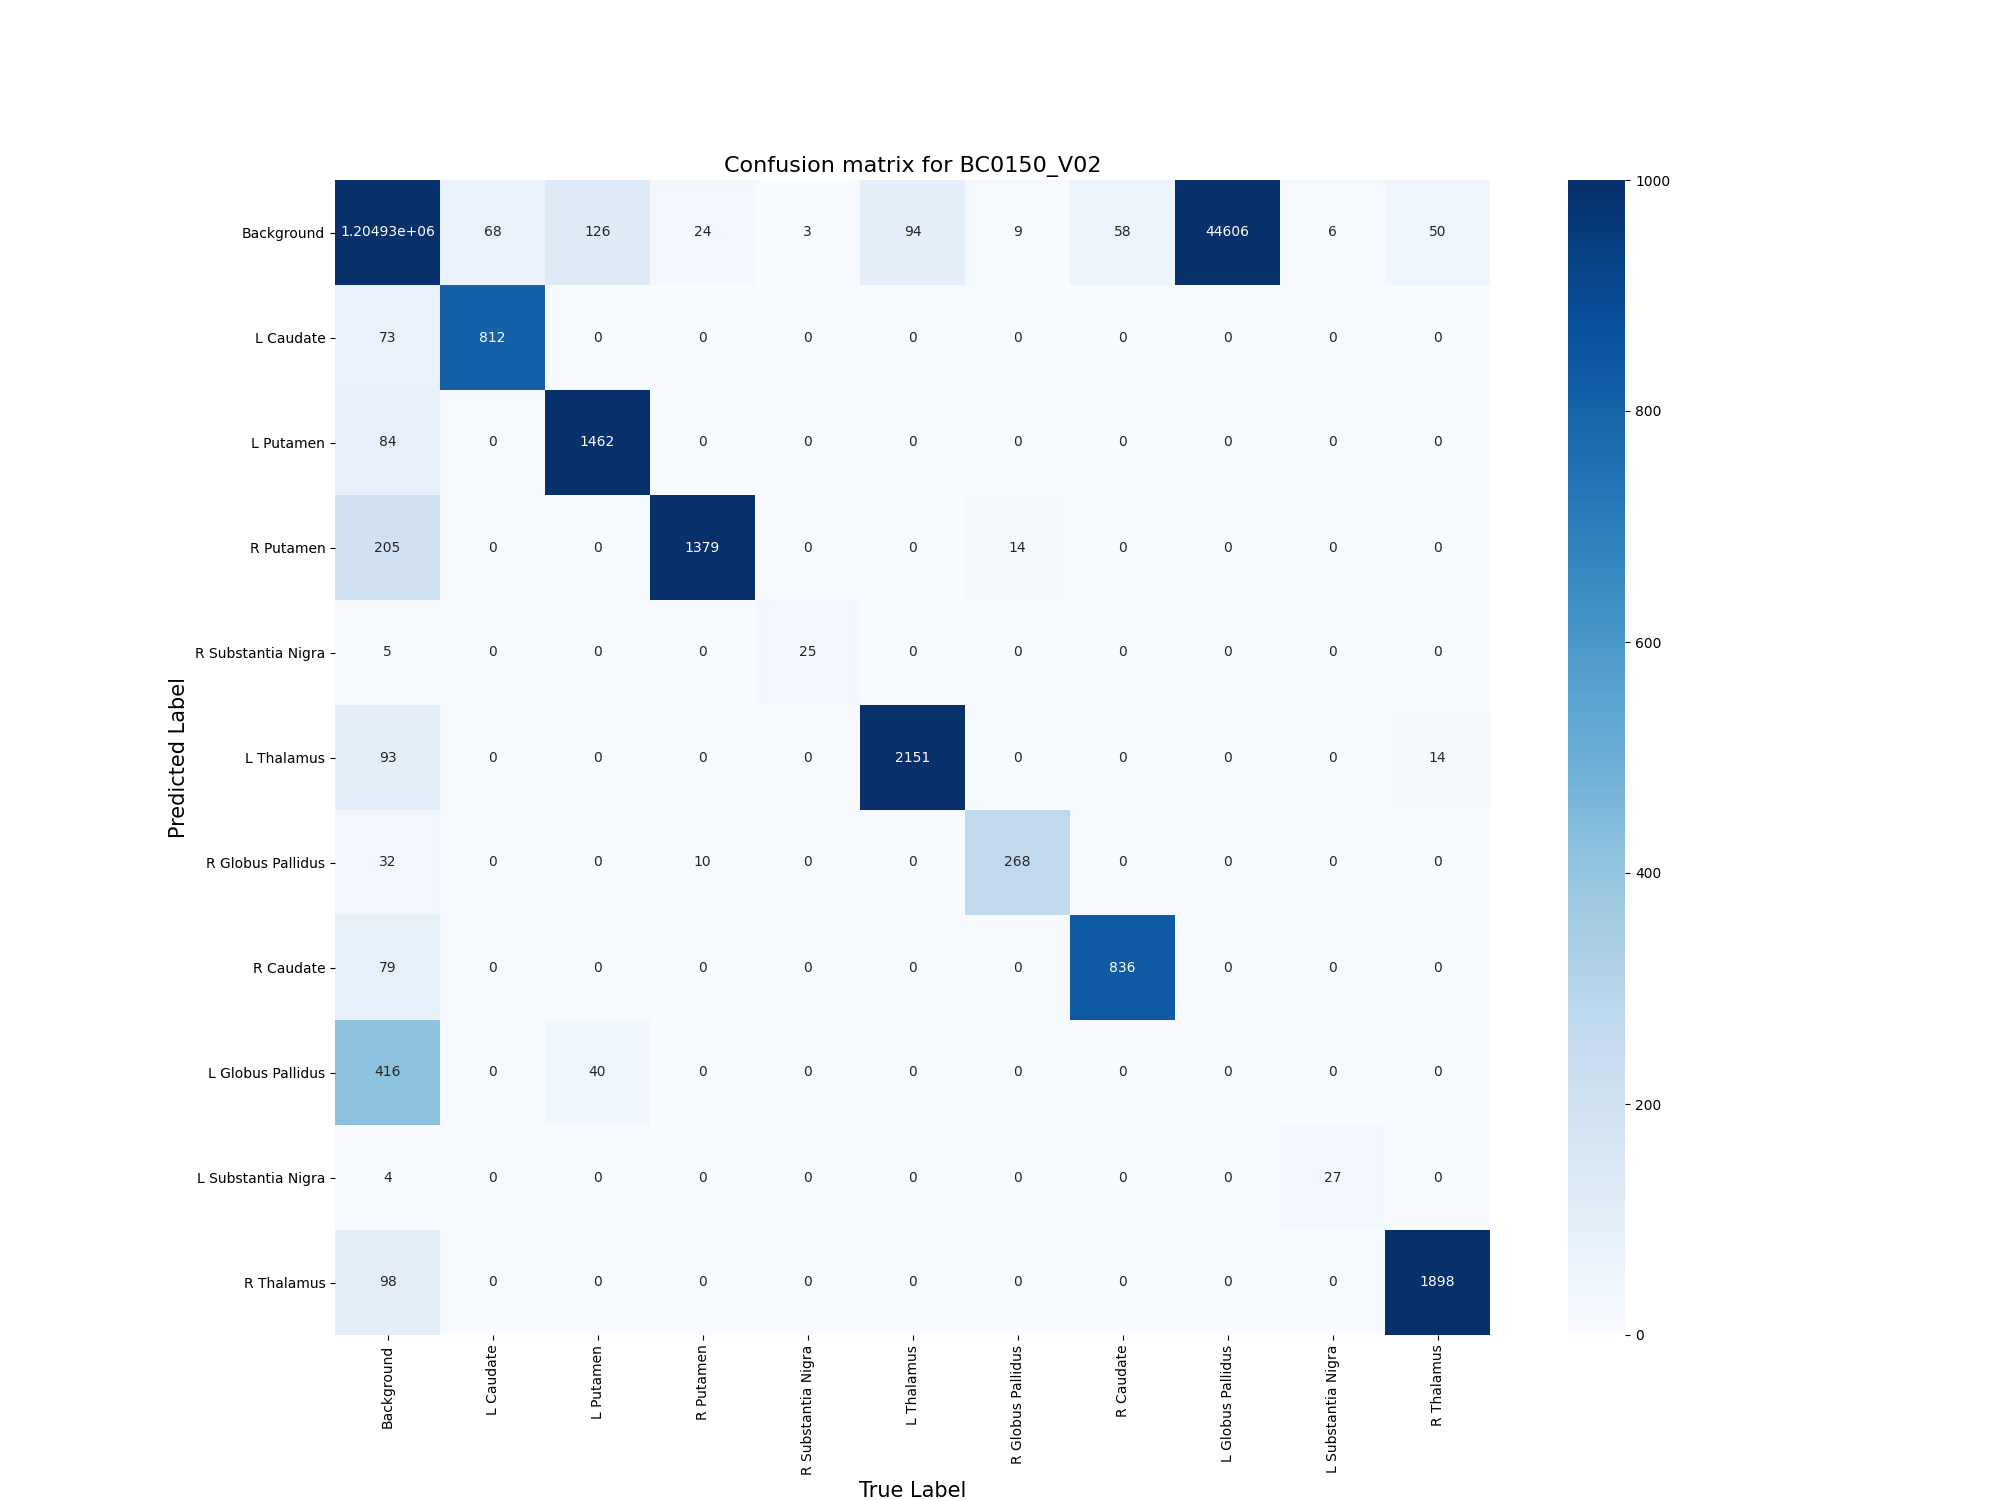 Confusion matrix for BC0150_V02
Background 1.20493e+06 68 126 24 3 94 9 58 44606 6 50
L Caudate 73 812 0 0 0 0 0 0 0 0 0
L Putamen 84 0 1462 0 0 0 0 0 0 0 0
R Putamen 205 0 0 1379 0 0 14 0 0 0 0
R Substantia Nigra 5 0 0 0 25 0 0 0 0 0 0
L Thalamus 93 0 0 0 0 2151 0 0 0 0 14
R Globus Pallidus 32 0 0 10 0 0 268 0 0 0 0
R Caudate 79 0 0 0 0 0 0 836 0 0 0
L Globus Pallidus 416 0 40 0 0 0 0 0 0 0 0
L Substantia Nigra 4 0 0 0 0 0 0 0 0 27 0
R Thalamus 98 0 0 0 0 0 0 0 0 0 1898
Predicted Label
Background
L Caudate
L Putamen
R Putamen
R Substantia Nigra
L Thalamus
R Globus Pallidus
R Caudate
L Globus Pallidus
L Substantia Nigra
R Thalamus
True Label
1000
800
600
400
200
0